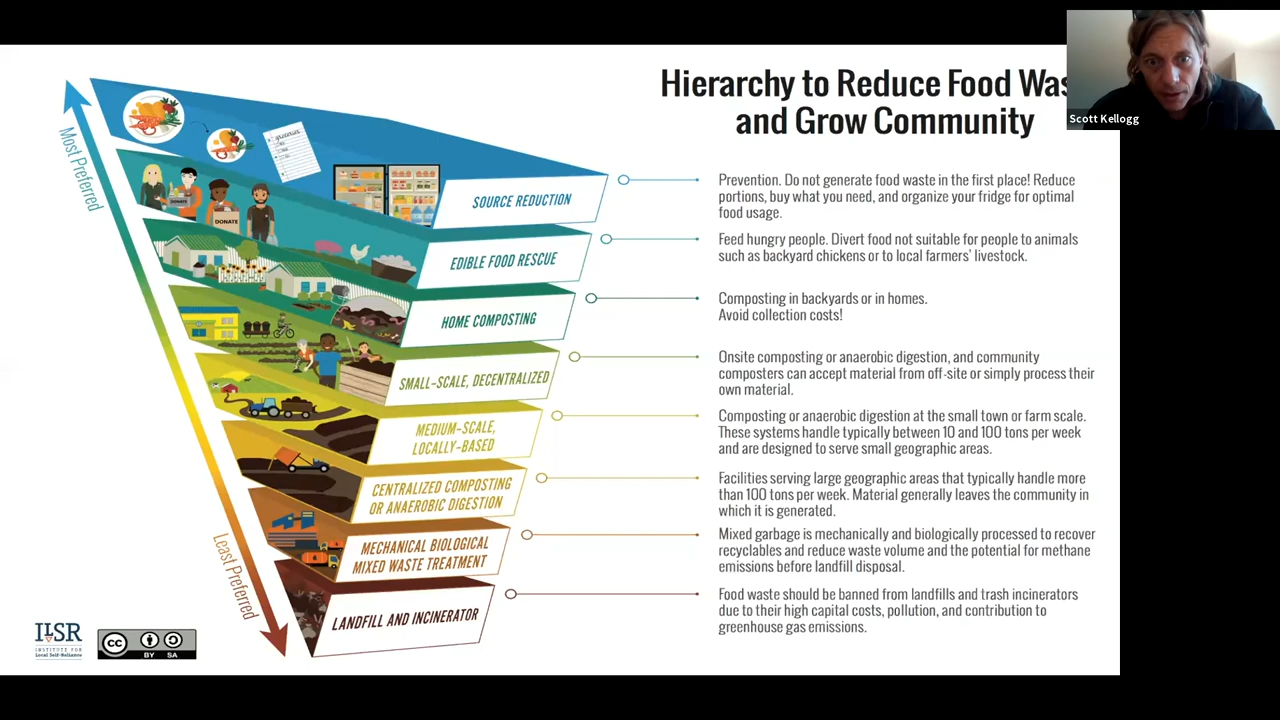 Hierarchy to Reduce Food Was
and Grow Community
Scott Kellogg
Most Preferred
Least Preferred
groceries
DONATE
DONATE
SOURCE REDUCTION
Prevention. Do not generate food waste in the first place! Reduce
portions, buy what you need, and organize your fridge for optimal
food usage.
EDIBLE FOOD RESCUE
Feed hungry people. Divert food not suitable for people to animals
such as backyard chickens or to local farmers' livestock.
HOME COMPOSTING
Composting in backyards or in homes.
Avoid collection costs!
SMALL-SCALE, DECENTRALIZED
Onsite composting or anaerobic digestion, and community
composters can accept material from off-site or simply process their
own material.
MEDIUM-SCALE,
LOCALLY-BASED
Composting or anaerobic digestion at the small town or farm scale.
These systems handle typically between 10 and 100 tons per week
and are designed to serve small geographic areas.
CENTRALIZED COMPOSTING
OR ANAEROBIC DIGESTION
Facilities serving large geographic areas that typically handle more
than 100 tons per week. Material generally leaves the community in
which it is generated.
MECHANICAL BIOLOGICAL
MIXED WASTE TREATMENT
Mixed garbage is mechanically and biologically processed to recover
recyclables and reduce waste volume and the potential for methane
emissions before landfill disposal.
LANDFILL AND INCINERATOR
Food waste should be banned from landfills and trash incinerators
due to their high capital costs, pollution, and contribution to
greenhouse gas emissions.
ILSR
INSTITUTE FOR
Local Self-Reliance
cc
BY SA